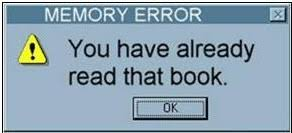 MEMORY ERROR
You have already
read that book.
OK